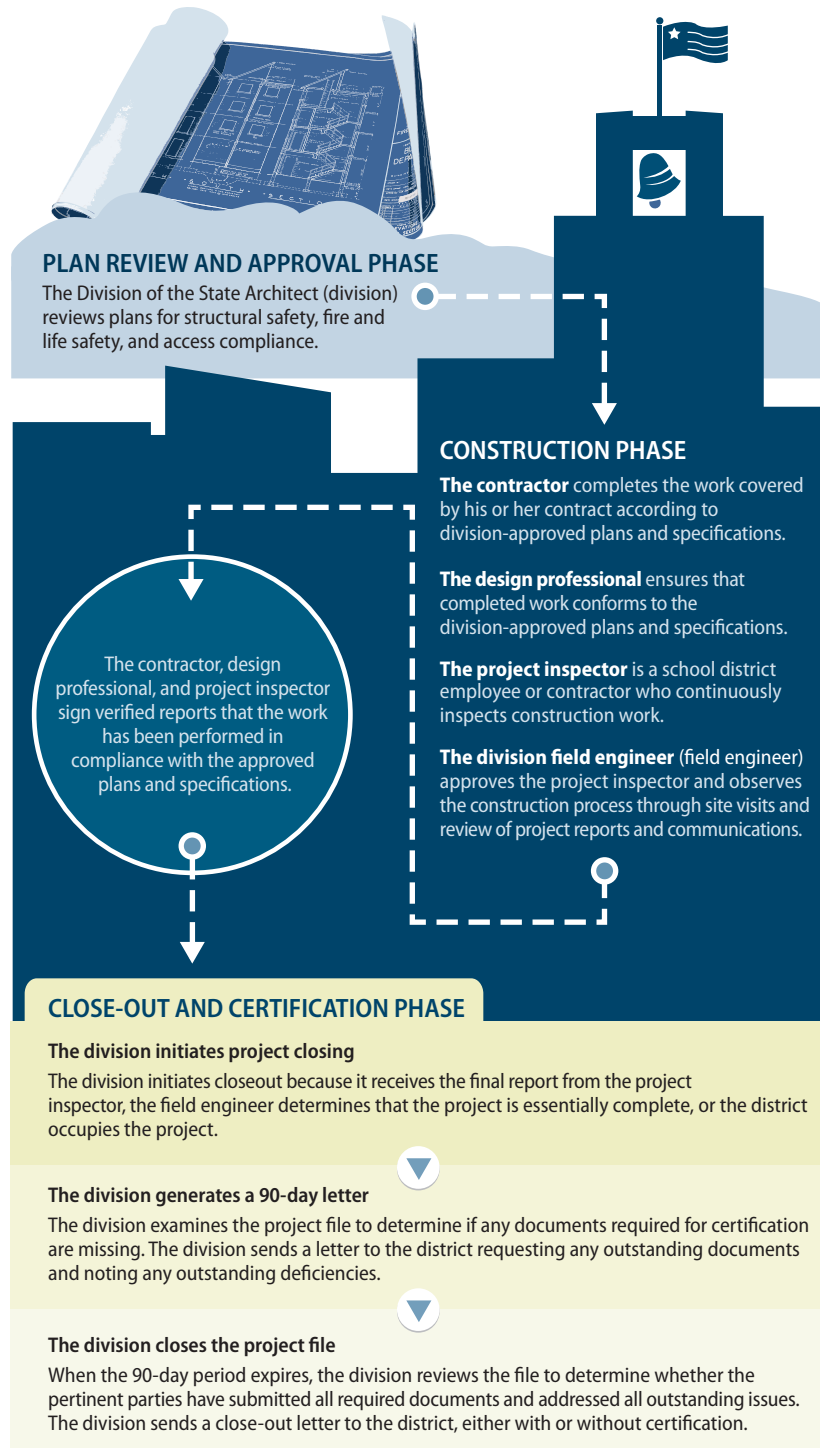 PLAN REVIEW AND APPROVAL PHASE
The Division of the State Architect (division)
reviews plans for structural safety, fire and
life safety, and access compliance.
CONSTRUCTION PHASE
The contractor completes the work covered
by his or her contract according to
division-approved plans and specifications.
The design professional ensures that
completed work conforms to the
division-approved plans and specifications.
The project inspector is a school district
employee or contractor who continuously
inspects construction work.
The division field engineer (field engineer)
approves the project inspector and observes
the construction process through site visits and
review of project reports and communications.
The contractor, design
professional, and project inspector
sign verified reports that the work
has been performed in
compliance with the approved
plans and specifications.
CLOSE-OUT AND CERTIFICATION PHASE
The division initiates project closing
The division initiates closeout because it receives the final report from the project
inspector, the field engineer determines that the project is essentially complete, or the district
occupies the project.
The division generates a 90-day letter
The division examines the project file to determine if any documents required for certification
are missing. The division sends a letter to the district requesting any outstanding documents
and noting any outstanding deficiencies.
The division closes the project file
When the 90-day period expires, the division reviews the file to determine whether the
pertinent parties have submitted all required documents and addressed all outstanding issues.
The division sends a close-out letter to the district, either with or without certification.